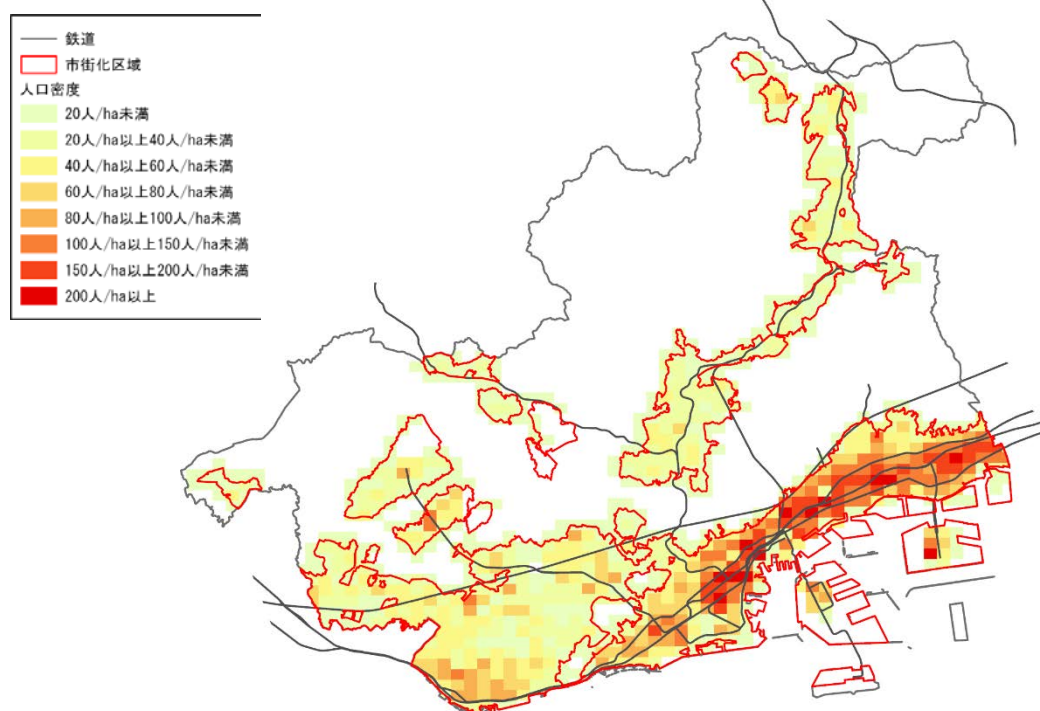 鉄道
市街化区域
人口密度
20人/ha未満
20人/ha以上40人/ha未満
40人/ha以上60人/ha未満
60人/ha以上80人/ha未満
80人/ha以上100人/ha未満
100人/ha以上150人/ha未満
150人/ha以上200人/ha未満
200人/ha以上